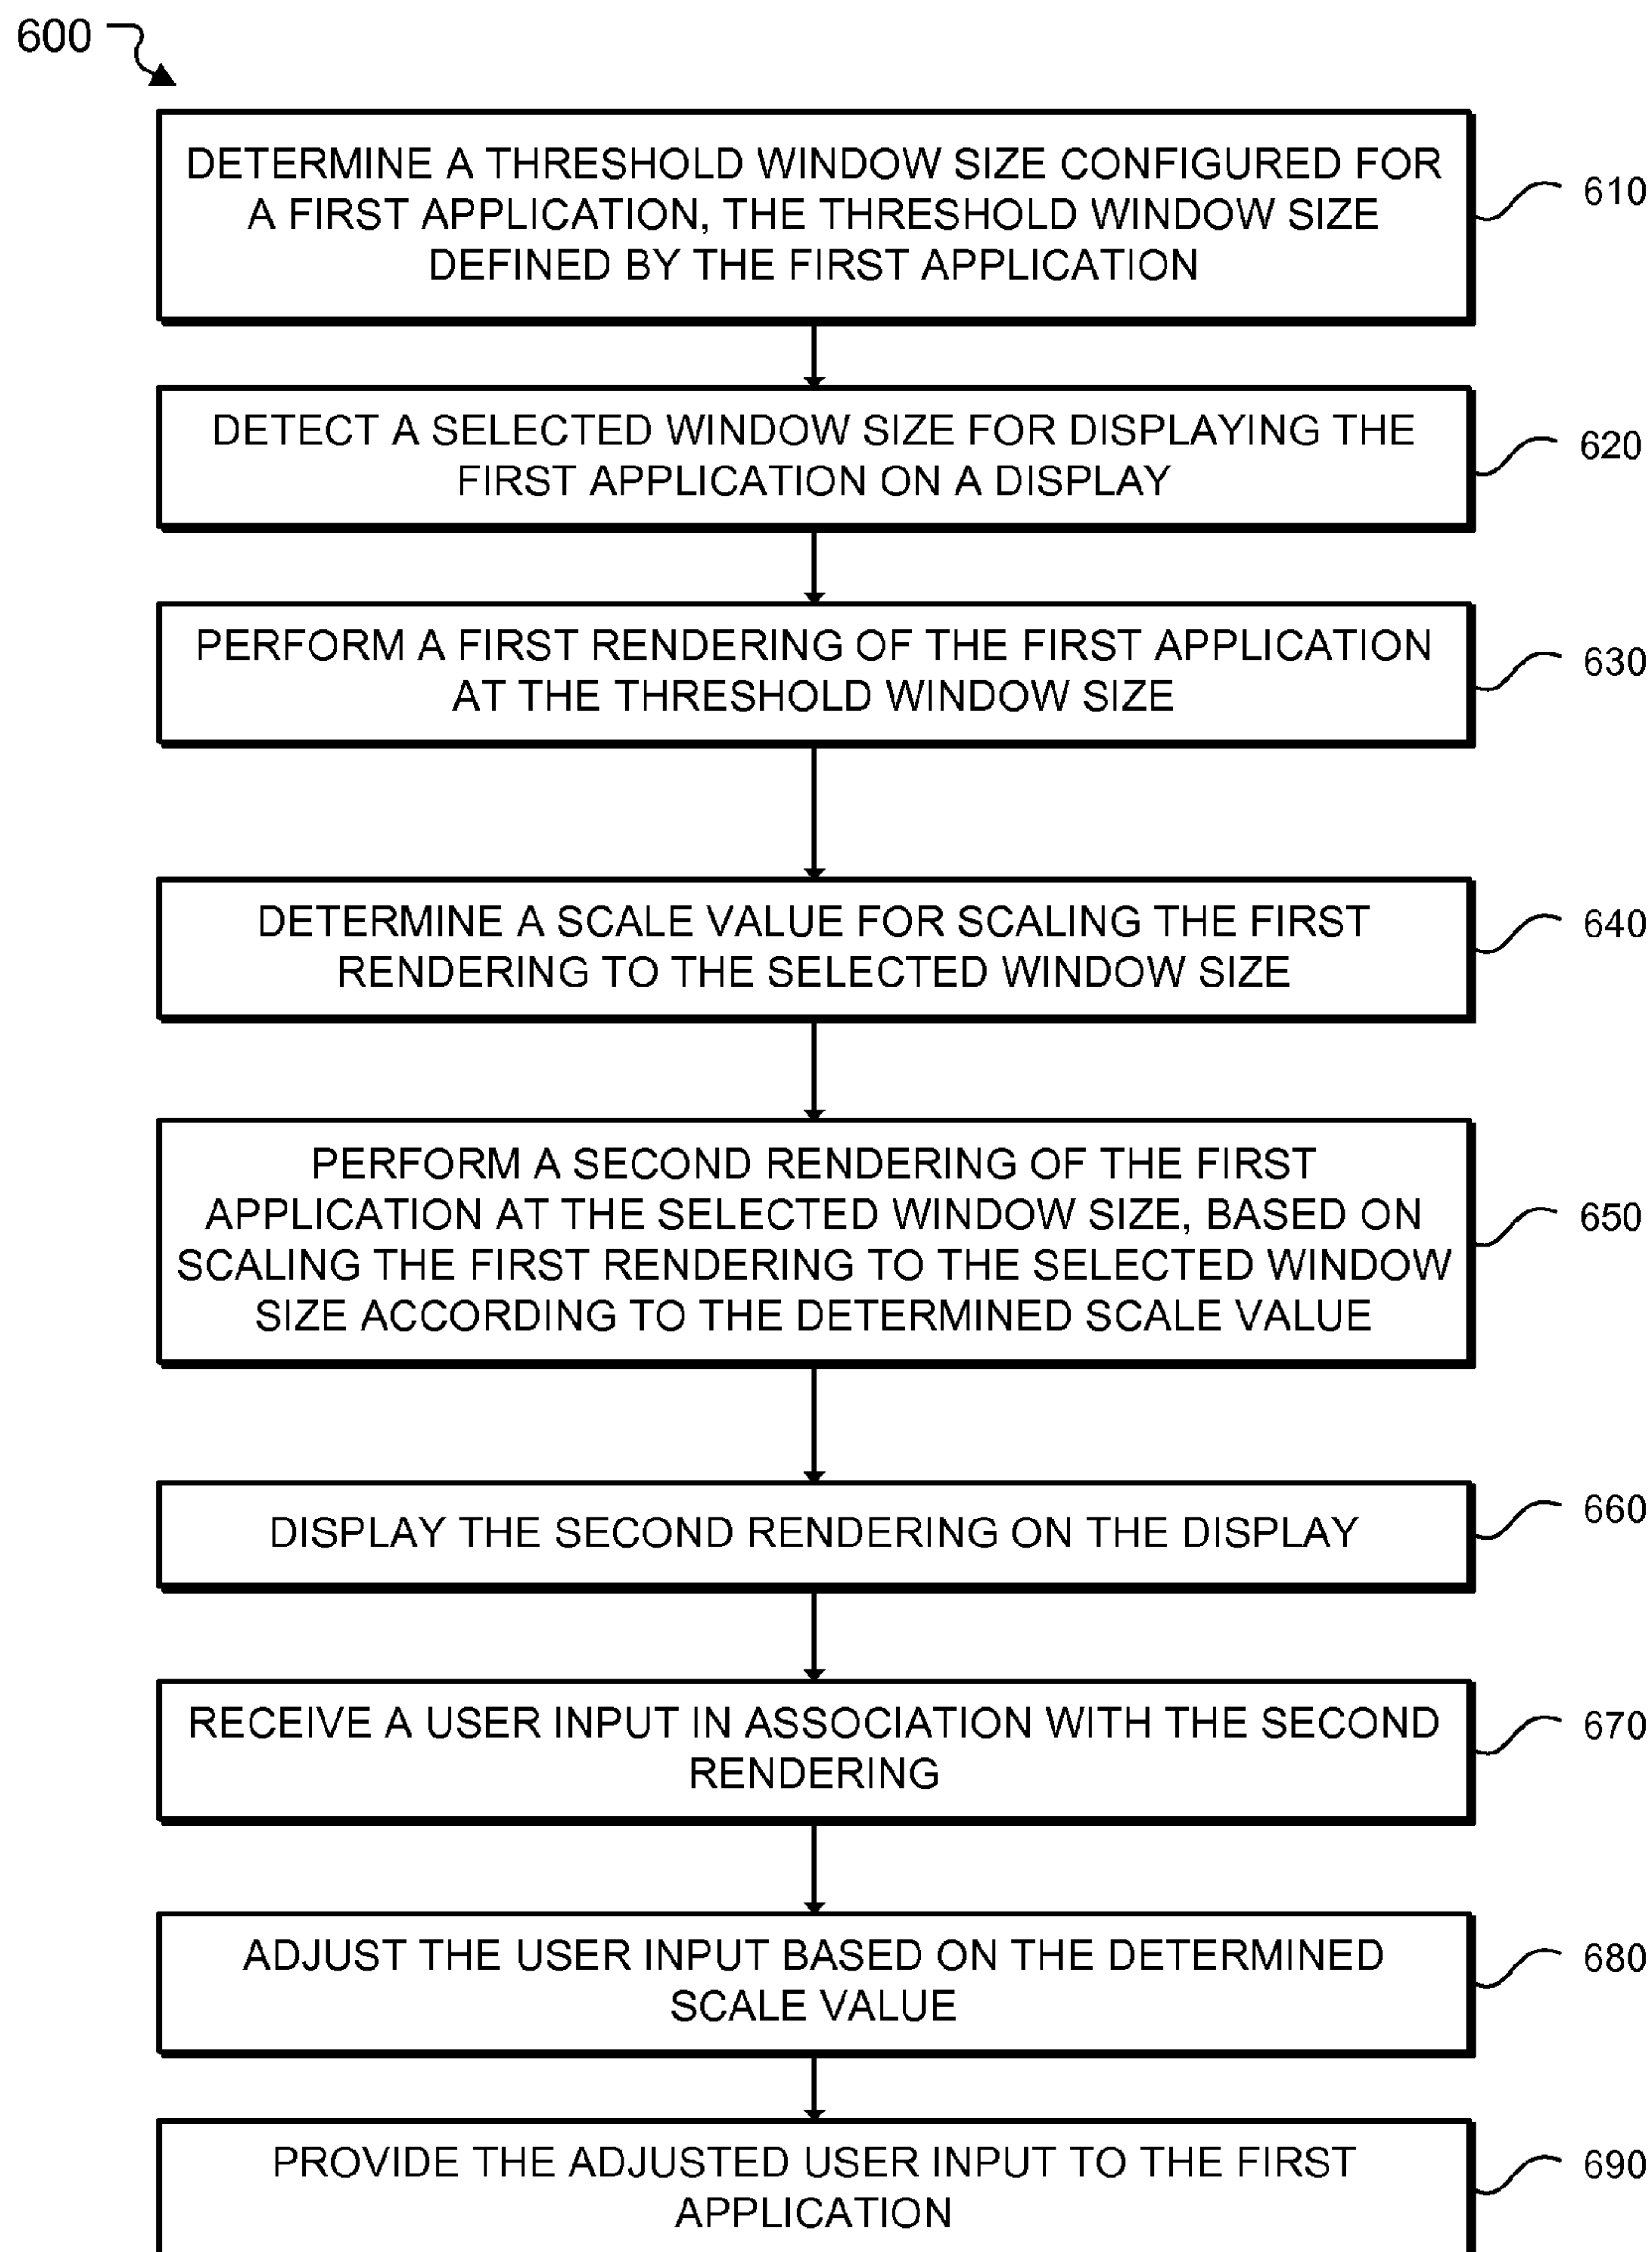 600
DETERMINE A THRESHOLD WINDOW SIZE CONFIGURED FOR
A FIRST APPLICATION, THE THRESHOLD WINDOW SIZE
DEFINED BY THE FIRST APPLICATION
610
DETECT A SELECTED WINDOW SIZE FOR DISPLAYING THE
FIRST APPLICATION ON A DISPLAY
620
PERFORM A FIRST RENDERING OF THE FIRST APPLICATION
AT THE THRESHOLD WINDOW SIZE
630
DETERMINE A SCALE VALUE FOR SCALING THE FIRST
RENDERING TO THE SELECTED WINDOW SIZE
640
PERFORM A SECOND RENDERING OF THE FIRST
APPLICATION AT THE SELECTED WINDOW SIZE, BASED ON
SCALING THE FIRST RENDERING TO THE SELECTED WINDOW
SIZE ACCORDING TO THE DETERMINED SCALE VALUE
650
DISPLAY THE SECOND RENDERING ON THE DISPLAY
660
RECEIVE A USER INPUT IN ASSOCIATION WITH THE SECOND
RENDERING
670
ADJUST THE USER INPUT BASED ON THE DETERMINED
SCALE VALUE
680
PROVIDE THE ADJUSTED USER INPUT TO THE FIRST
APPLICATION
690